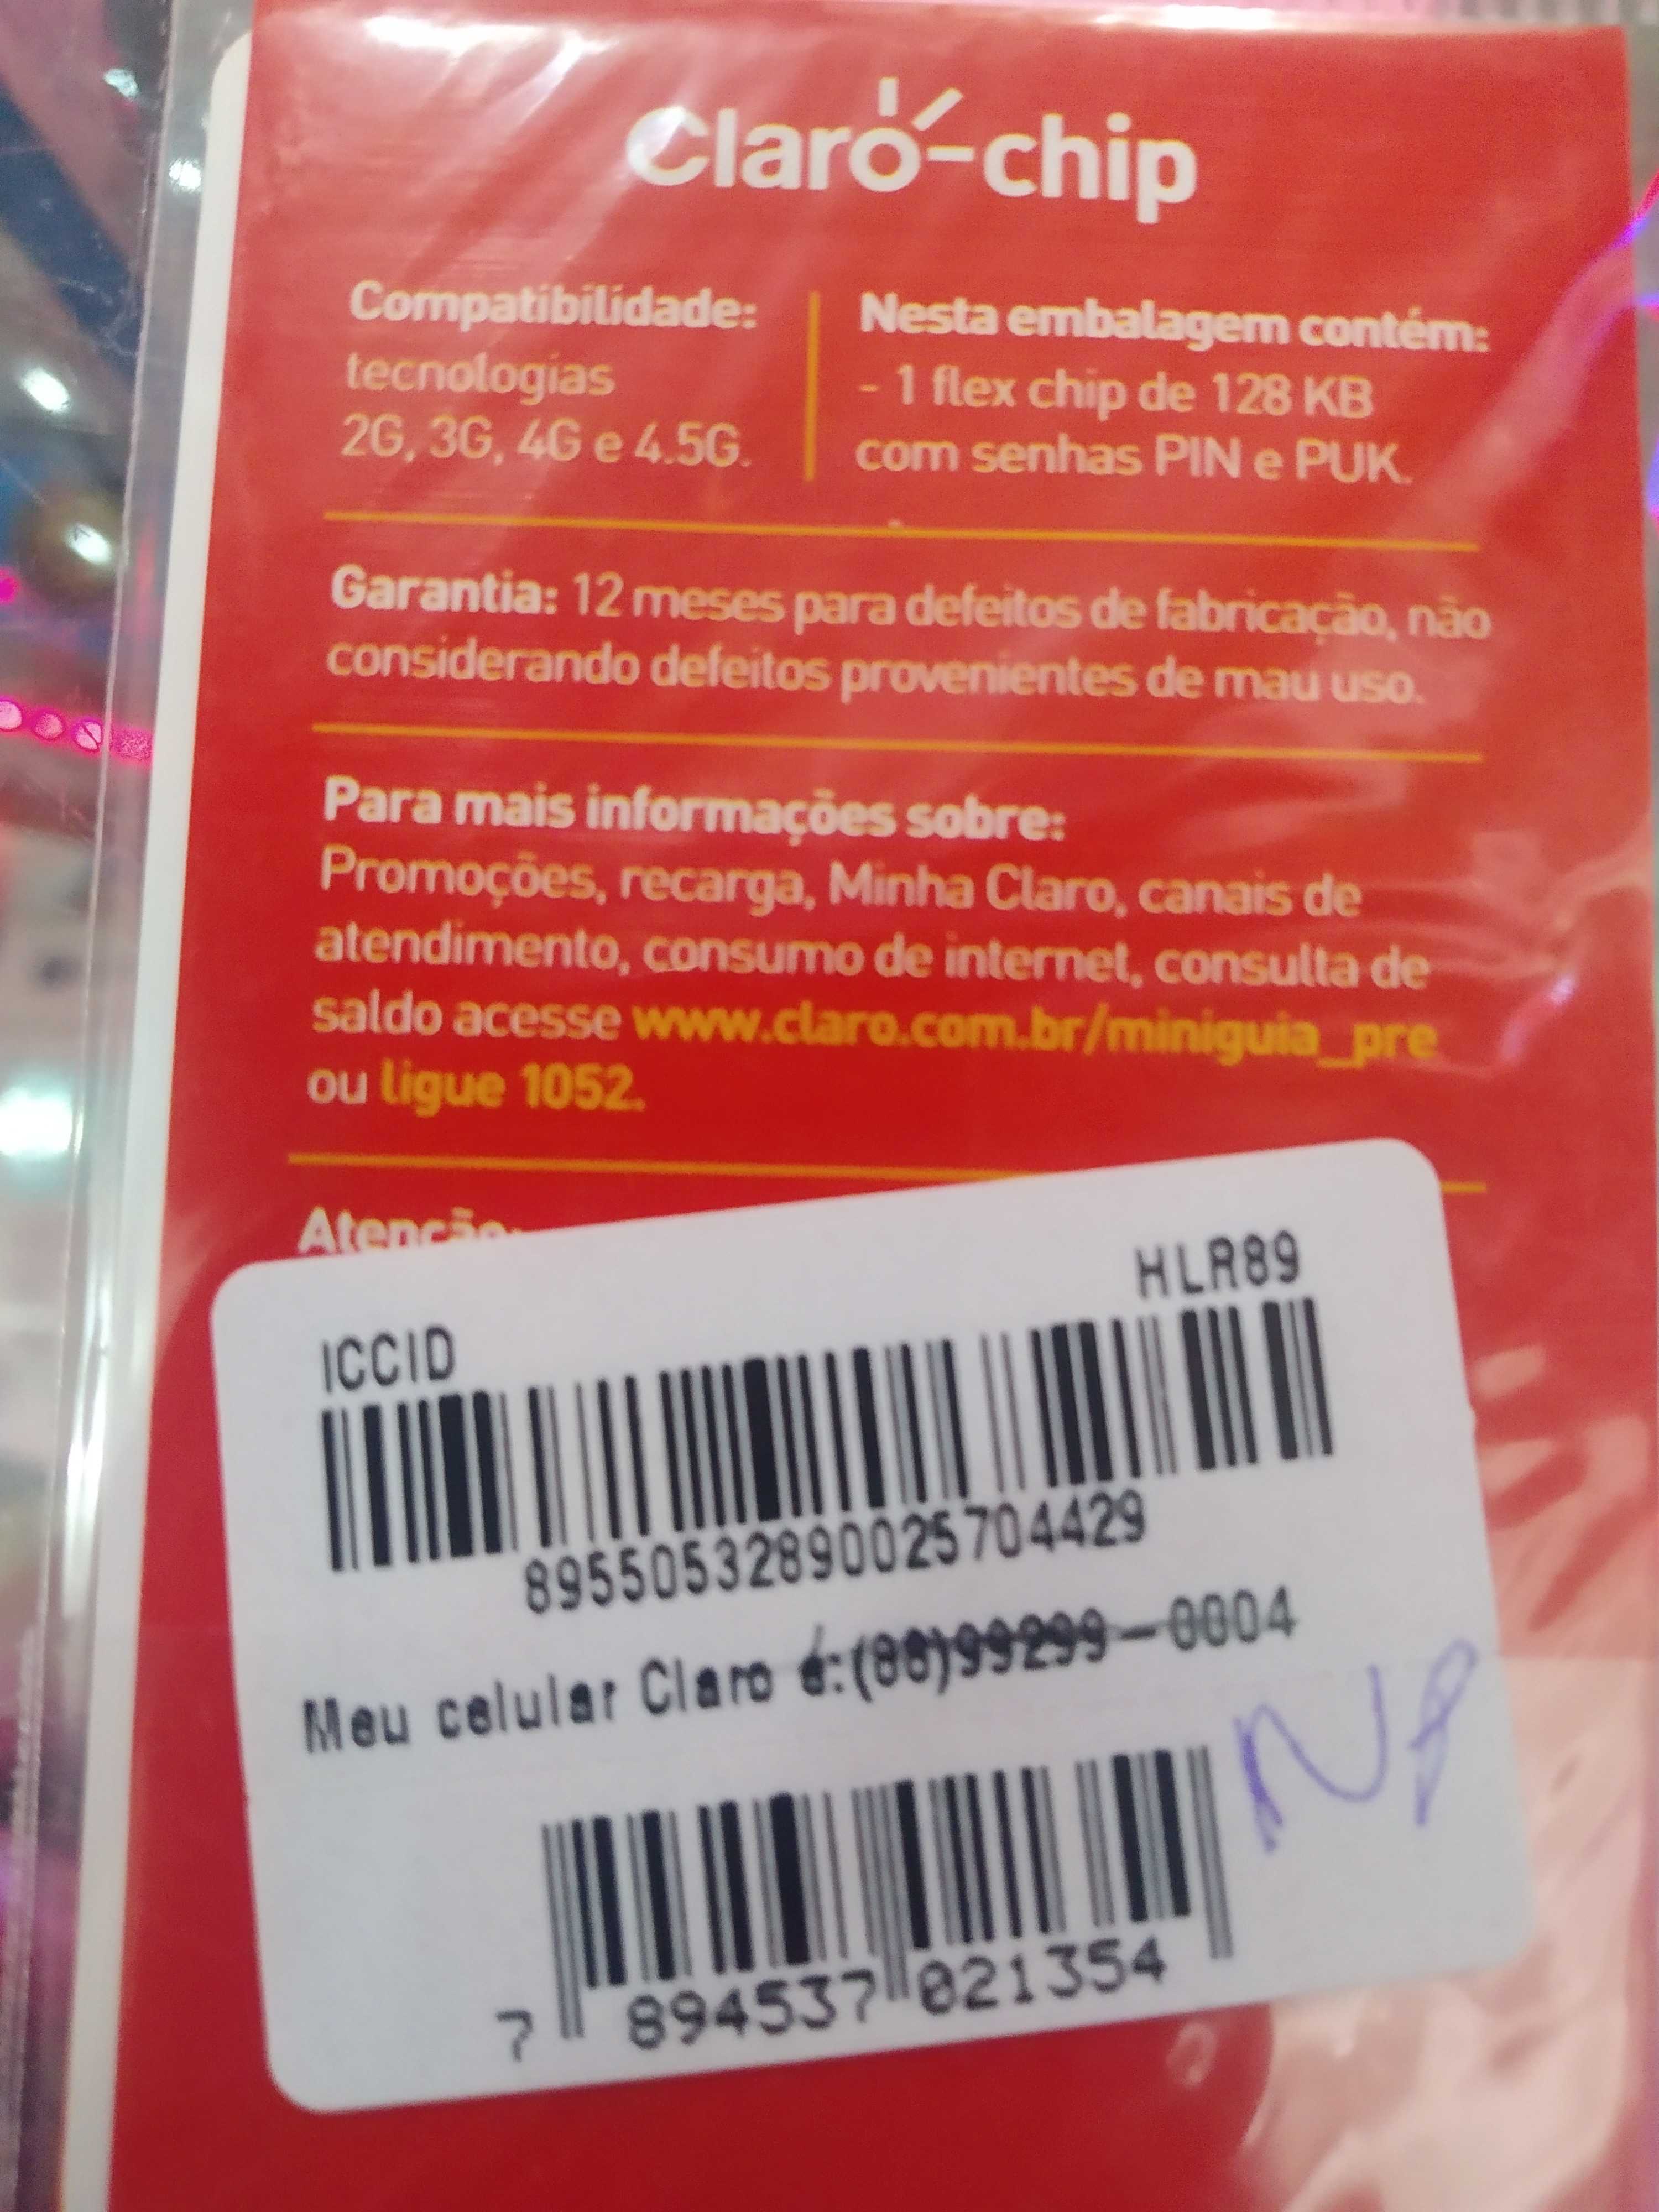 Claro-chip
Compatibilidade:
tecnologias
2G, 3G, 4G e 4.5G.
Nesta embalagem contém:
- 1 flex chip de 128 KB
com senhas PIN e PUK.
Garantia: 12 meses para defeitos de fabricação, não
considerando defeitos provenientes de mau uso.
Para mais informações sobre:
Promoções, recarga, Minha Claro, canais de
atendimento, consumo de internet, consulta de
saldo acesse www.claro.com.br/miniguia_pre
ou ligue 1052.
Atenção:
HLR89
ICCID
89550532890025704429
Meu celular Claro é:(88)99299-0004
7 894537 021354